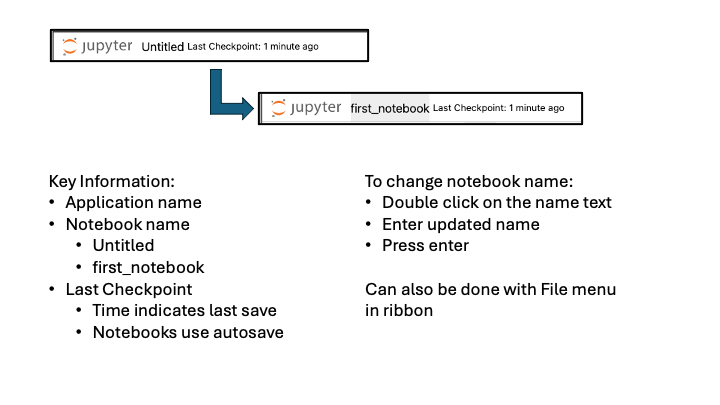 jupyter Untitled Last Checkpoint: 1 minute ago
jupyter first_notebook Last Checkpoint: 1 minute ago
Key Information:
• Application name
• Notebook name
• Untitled
• first_notebook
• Last Checkpoint
• Time indicates last save
• Notebooks use autosave
To change notebook name:
• Double click on the name text
• Enter updated name
• Press enter
Can also be done with File menu
in ribbon